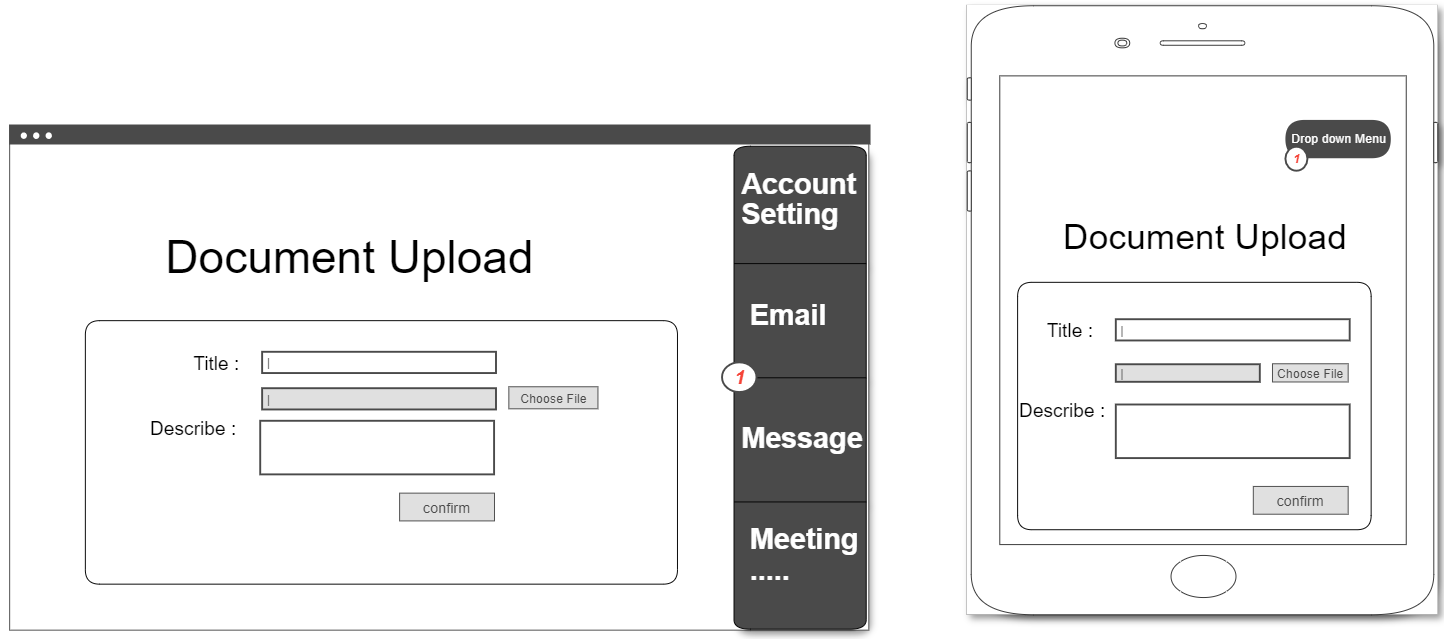 Account
Setting
Document Upload
Email
Title :
Choose File
1
Describe :
Message
confirm
Meeting
.....
Drop down Menu
1
Document Upload
Title :
Choose File
Describe :
confirm